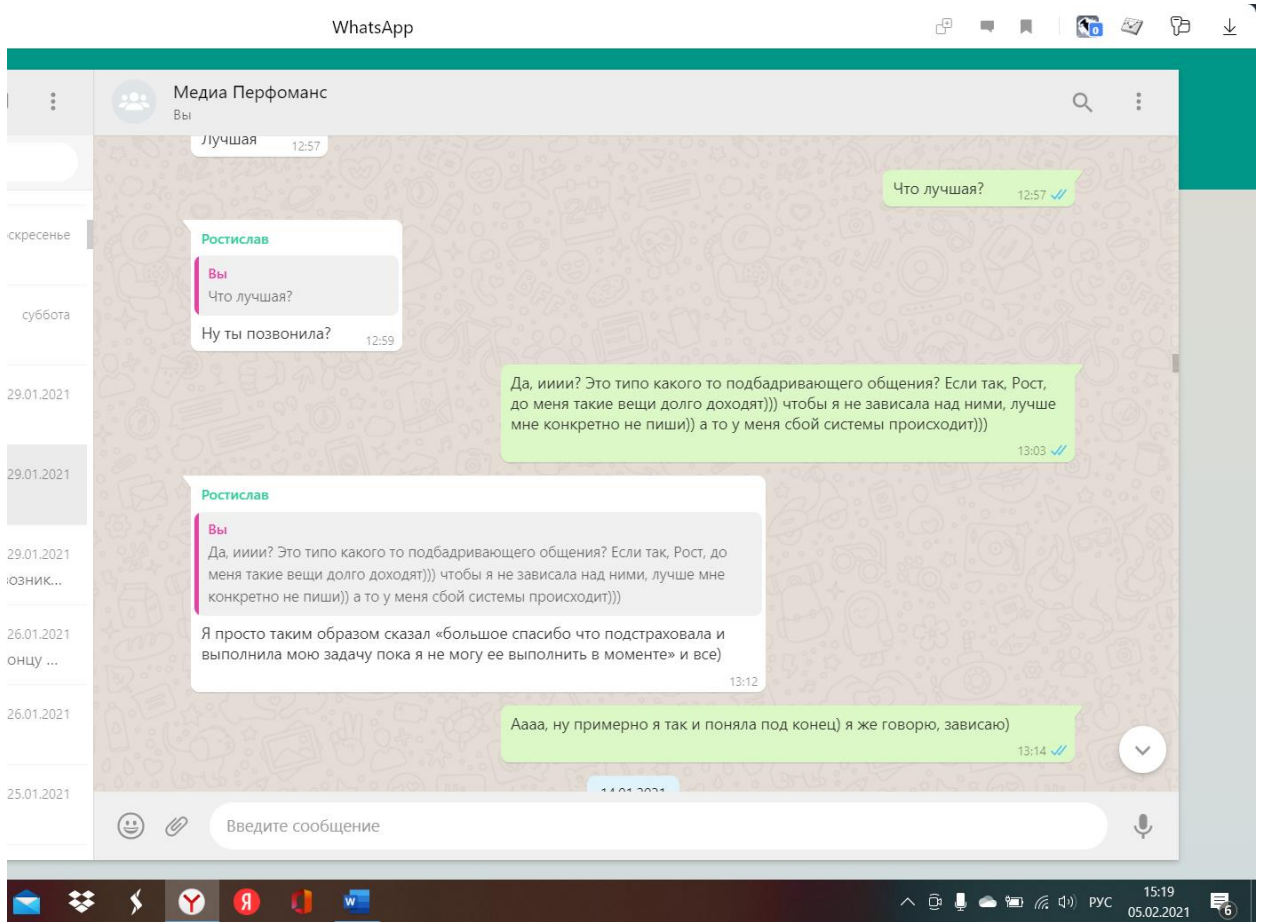 WhatsApp
0
Медиа Перфоманс
Вы
Лучшая
12:57
Что лучшая?
12:57
скресенье
Ростислав
Вы
Что лучшая?
Ну ты позвонила?
12:59
суббота
29.01.2021
Да, ииии? Это типо какого то подбадривающего общения? Если так, Рост,
до меня такие вещи долго доходят))) чтобы я не зависала над ними, лучше
мне конкретно не пиши)) а то у меня сбой системы происходит)))
13:03
29.01.2021
Ростислав
Вы
Да, ииии? Это типо какого то подбадривающего общения? Если так, Рост, до
меня такие вещи долго доходят))) чтобы я не зависала над ними, лучше мне
конкретно не пиши)) а то у меня сбой системы происходит)))
29.01.2021
возник...
Я просто таким образом сказал «большое спасибо что подстраховала и
выполнила мою задачу пока я не могу ее выполнить в моменте» и все)
13:12
26.01.2021
онцу ...
26.01.2021
Аааа, ну примерно я так и поняла под конец) я же говорю, зависаю)
13:14
14.01.2021
25.01.2021
Введите сообщение
РУС
15:19
05.02.2021
6